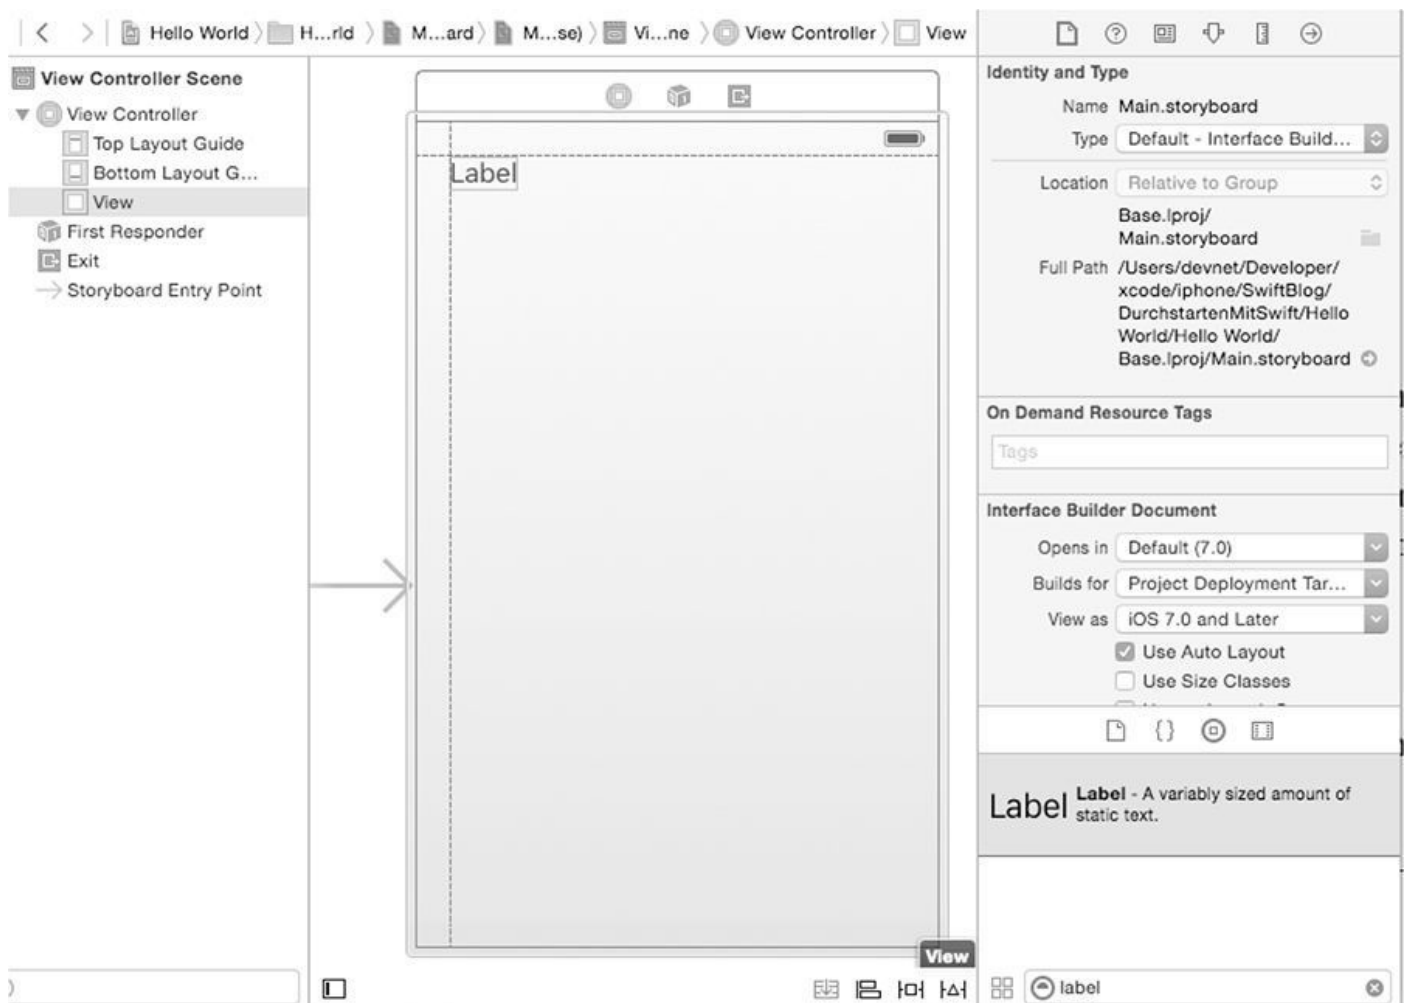 Hello World H...rld M...ard M...se) Vi...ne View Controller View
View Controller Scene
View Controller
Top Layout Guide
Bottom Layout G...
View
First Responder
Exit
Storyboard Entry Point
Label
View
Identity and Type
Name Main.storyboard
Type Default - Interface Build...
Location Relative to Group
Base.lproj/
Main.storyboard
Full Path /Users/devnet/Developer/
xcode/iphone/SwiftBlog/
DurchstartenMitSwift/Hello
World/Hello World/
Base.lproj/Main.storyboard
On Demand Resource Tags
Tags
Interface Builder Document
Opens in Default (7.0)
Builds for Project Deployment Tar...
View as iOS 7.0 and Later
Use Auto Layout
Use Size Classes
{}
Label Label - A variably sized amount of
static text.
label